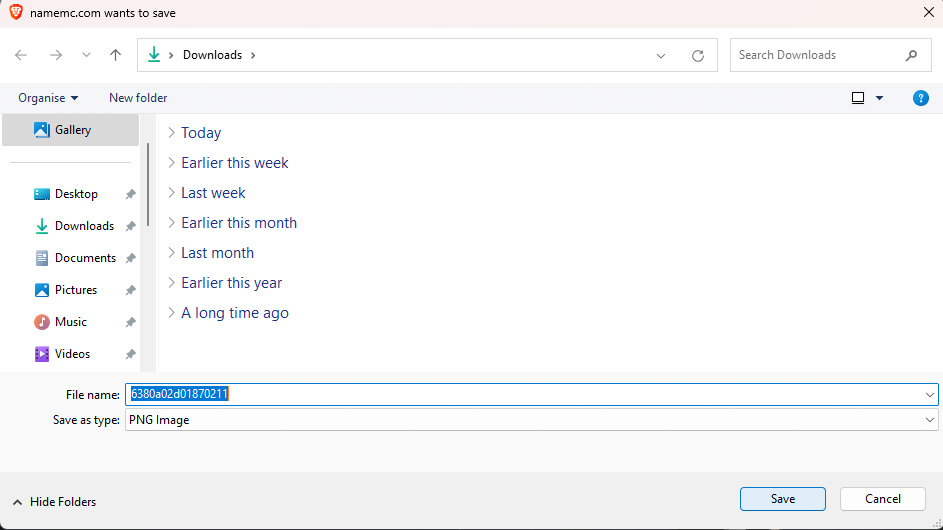 namemc.com wants to save
Downloads
Search Downloads
Organise
New folder
?
Gallery
Desktop
Downloads
Documents
Pictures
Music
Videos
Today
Earlier this week
Last week
Earlier this month
Last month
Earlier this year
A long time ago
File name: 6380a02d01870211
Save as type: PNG Image
Hide Folders
Save
Cancel